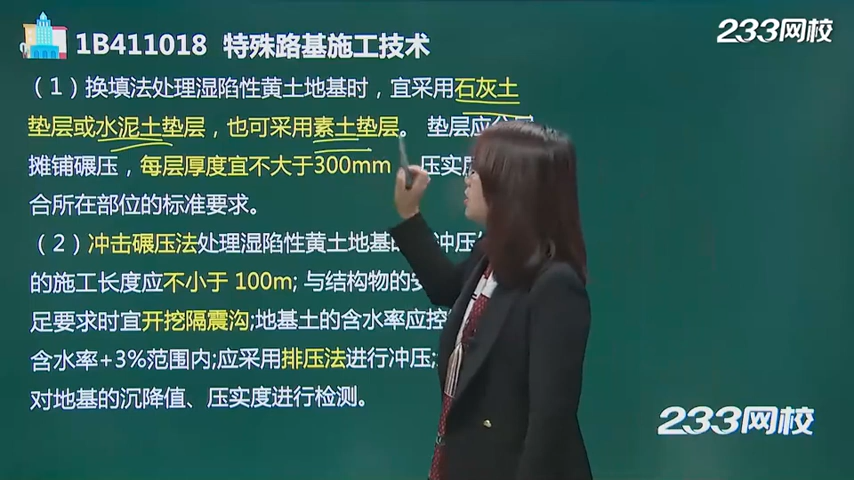 1B411018 特殊路基施工技术
233网校
（1）换填法处理湿陷性黄土地基时，宜采用石灰土
垫层或水泥土垫层，也可采用素土垫层。 垫层应分层
摊铺碾压，每层厚度宜不大于300mm 压实
合所在部位的标准要求。
（2）冲击碾压法处理湿陷性黄土地基 冲压
的施工长度应不小于 100m; 与结构物的
足要求时宜开挖隔震沟;地基土的含水率应控
含水率+3%范围内;应采用排压法进行冲压;
对地基的沉降值、压实度进行检测。
233网校